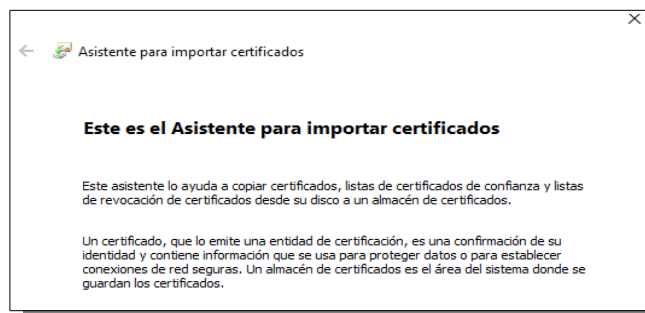 Asistente para importar certificados
Este es el Asistente para importar certificados
Este asistente lo ayuda a copiar certificados, listas de certificados de confianza y listas
de revocación de certificados desde su disco a un almacén de certificados.
Un certificado, que lo emite una entidad de certificación, es una confirmación de su
identidad y contiene información que se usa para proteger datos o para establecer
conexiones de red seguras. Un almacén de certificados es el área del sistema donde se
guardan los certificados.